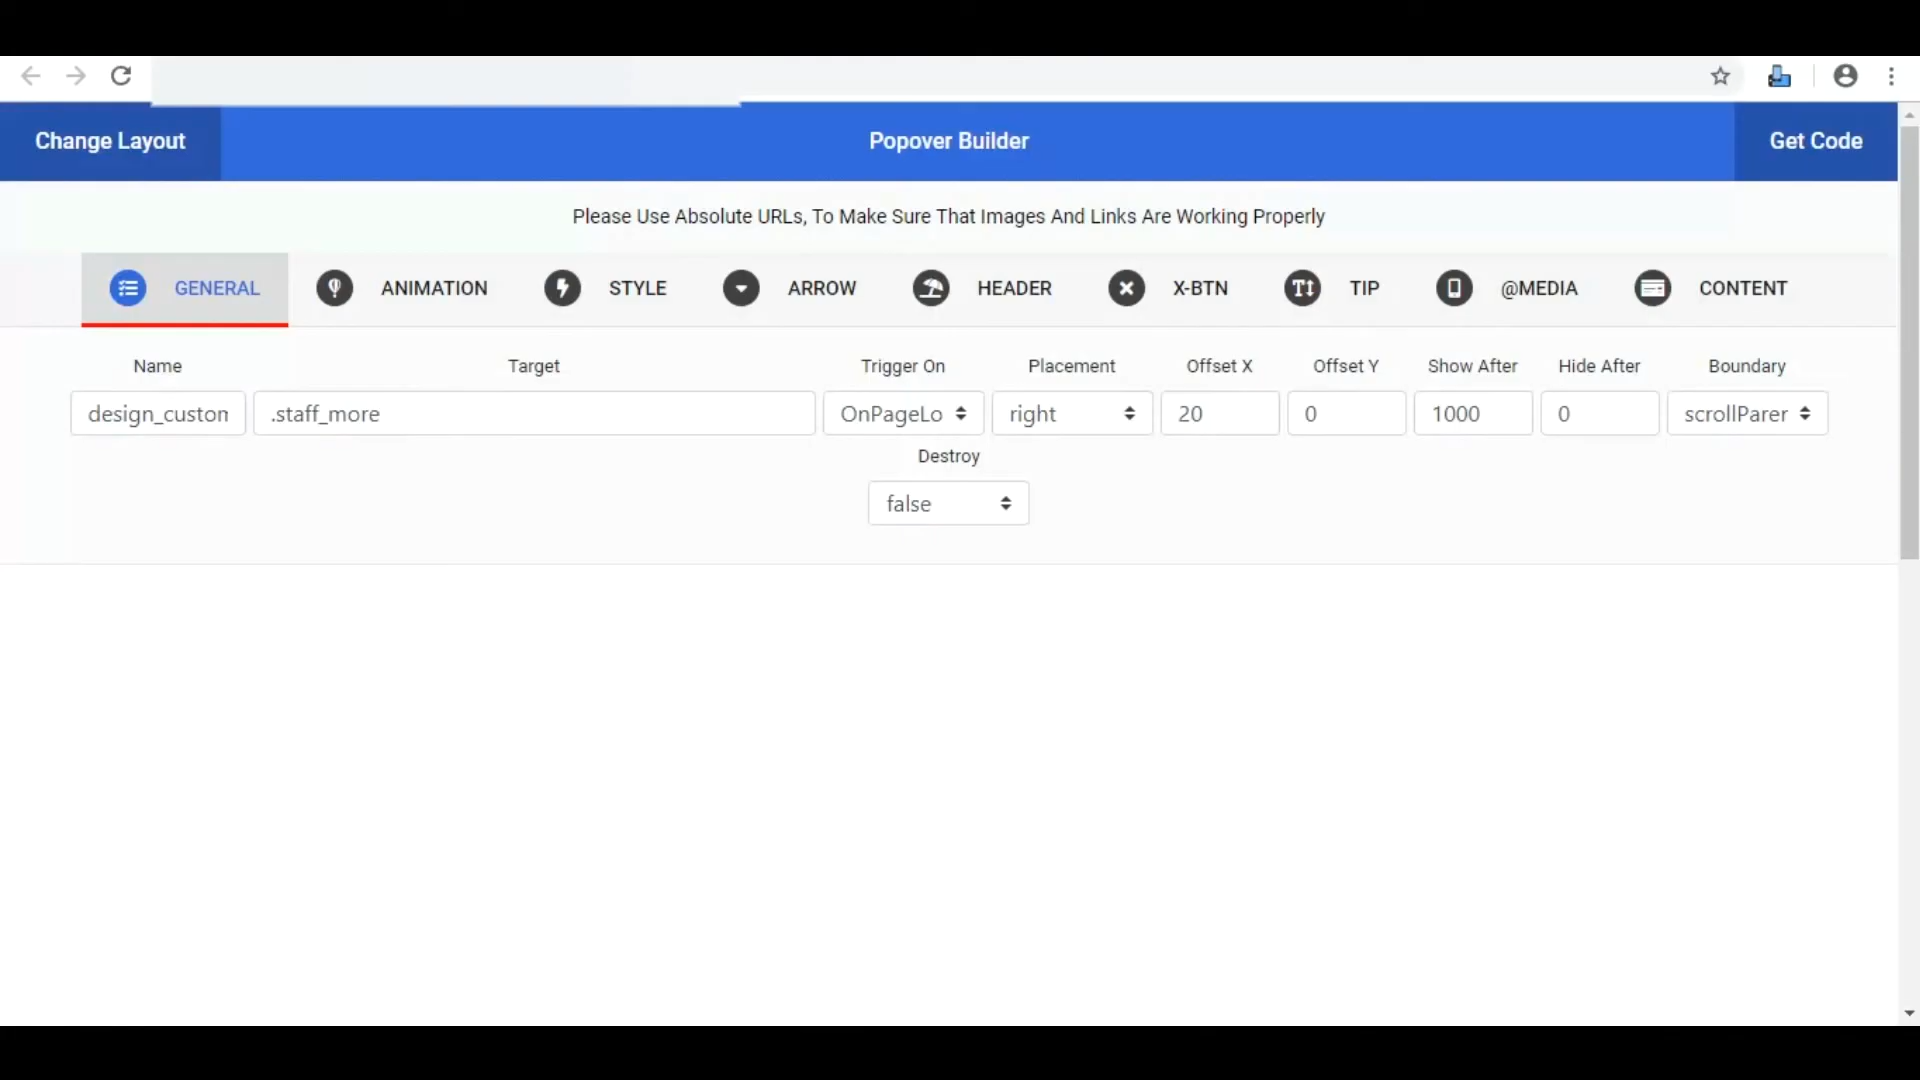 Change Layout Popover Builder Get Code
Please Use Absolute URLs, To Make Sure That Images And Links Are Working Properly
GENERAL ANIMATION STYLE ARROW HEADER X-BTN TIP @MEDIA CONTENT
Name Target Trigger On Placement Offset X Offset Y Show After Hide After Boundary
design_custon .staff_more OnPageLo right 20 0 1000 0 scrollParer
Destroy
false